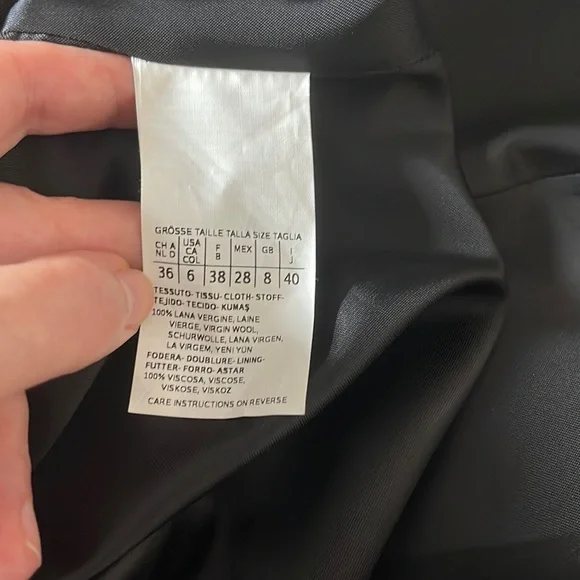 GRÖSSE TAILLE TALLA SIZE TAGLIA
CH A NL D | USA CA COL | F B | MEX | GB | I J
36 | 6 | 38 | 28 | 8 | 40
TESSUTO- TISSU- CLOTH- STOFF-
TEJIDO- TECIDO- KUMAŞ
100% LANA VERGINE, LAINE
VIERGE, VIRGIN WOOL,
SCHURWOLLE, LANA VIRGEN,
LA VIRGEM, YENİ YÜN
FODERA- DOUBLURE- LINING-
FUTTER- FORRO- ASTAR
100% VISCOSA, VISCOSE,
VISKOSE, VISKOZ
CARE INSTRUCTIONS ON REVERSE